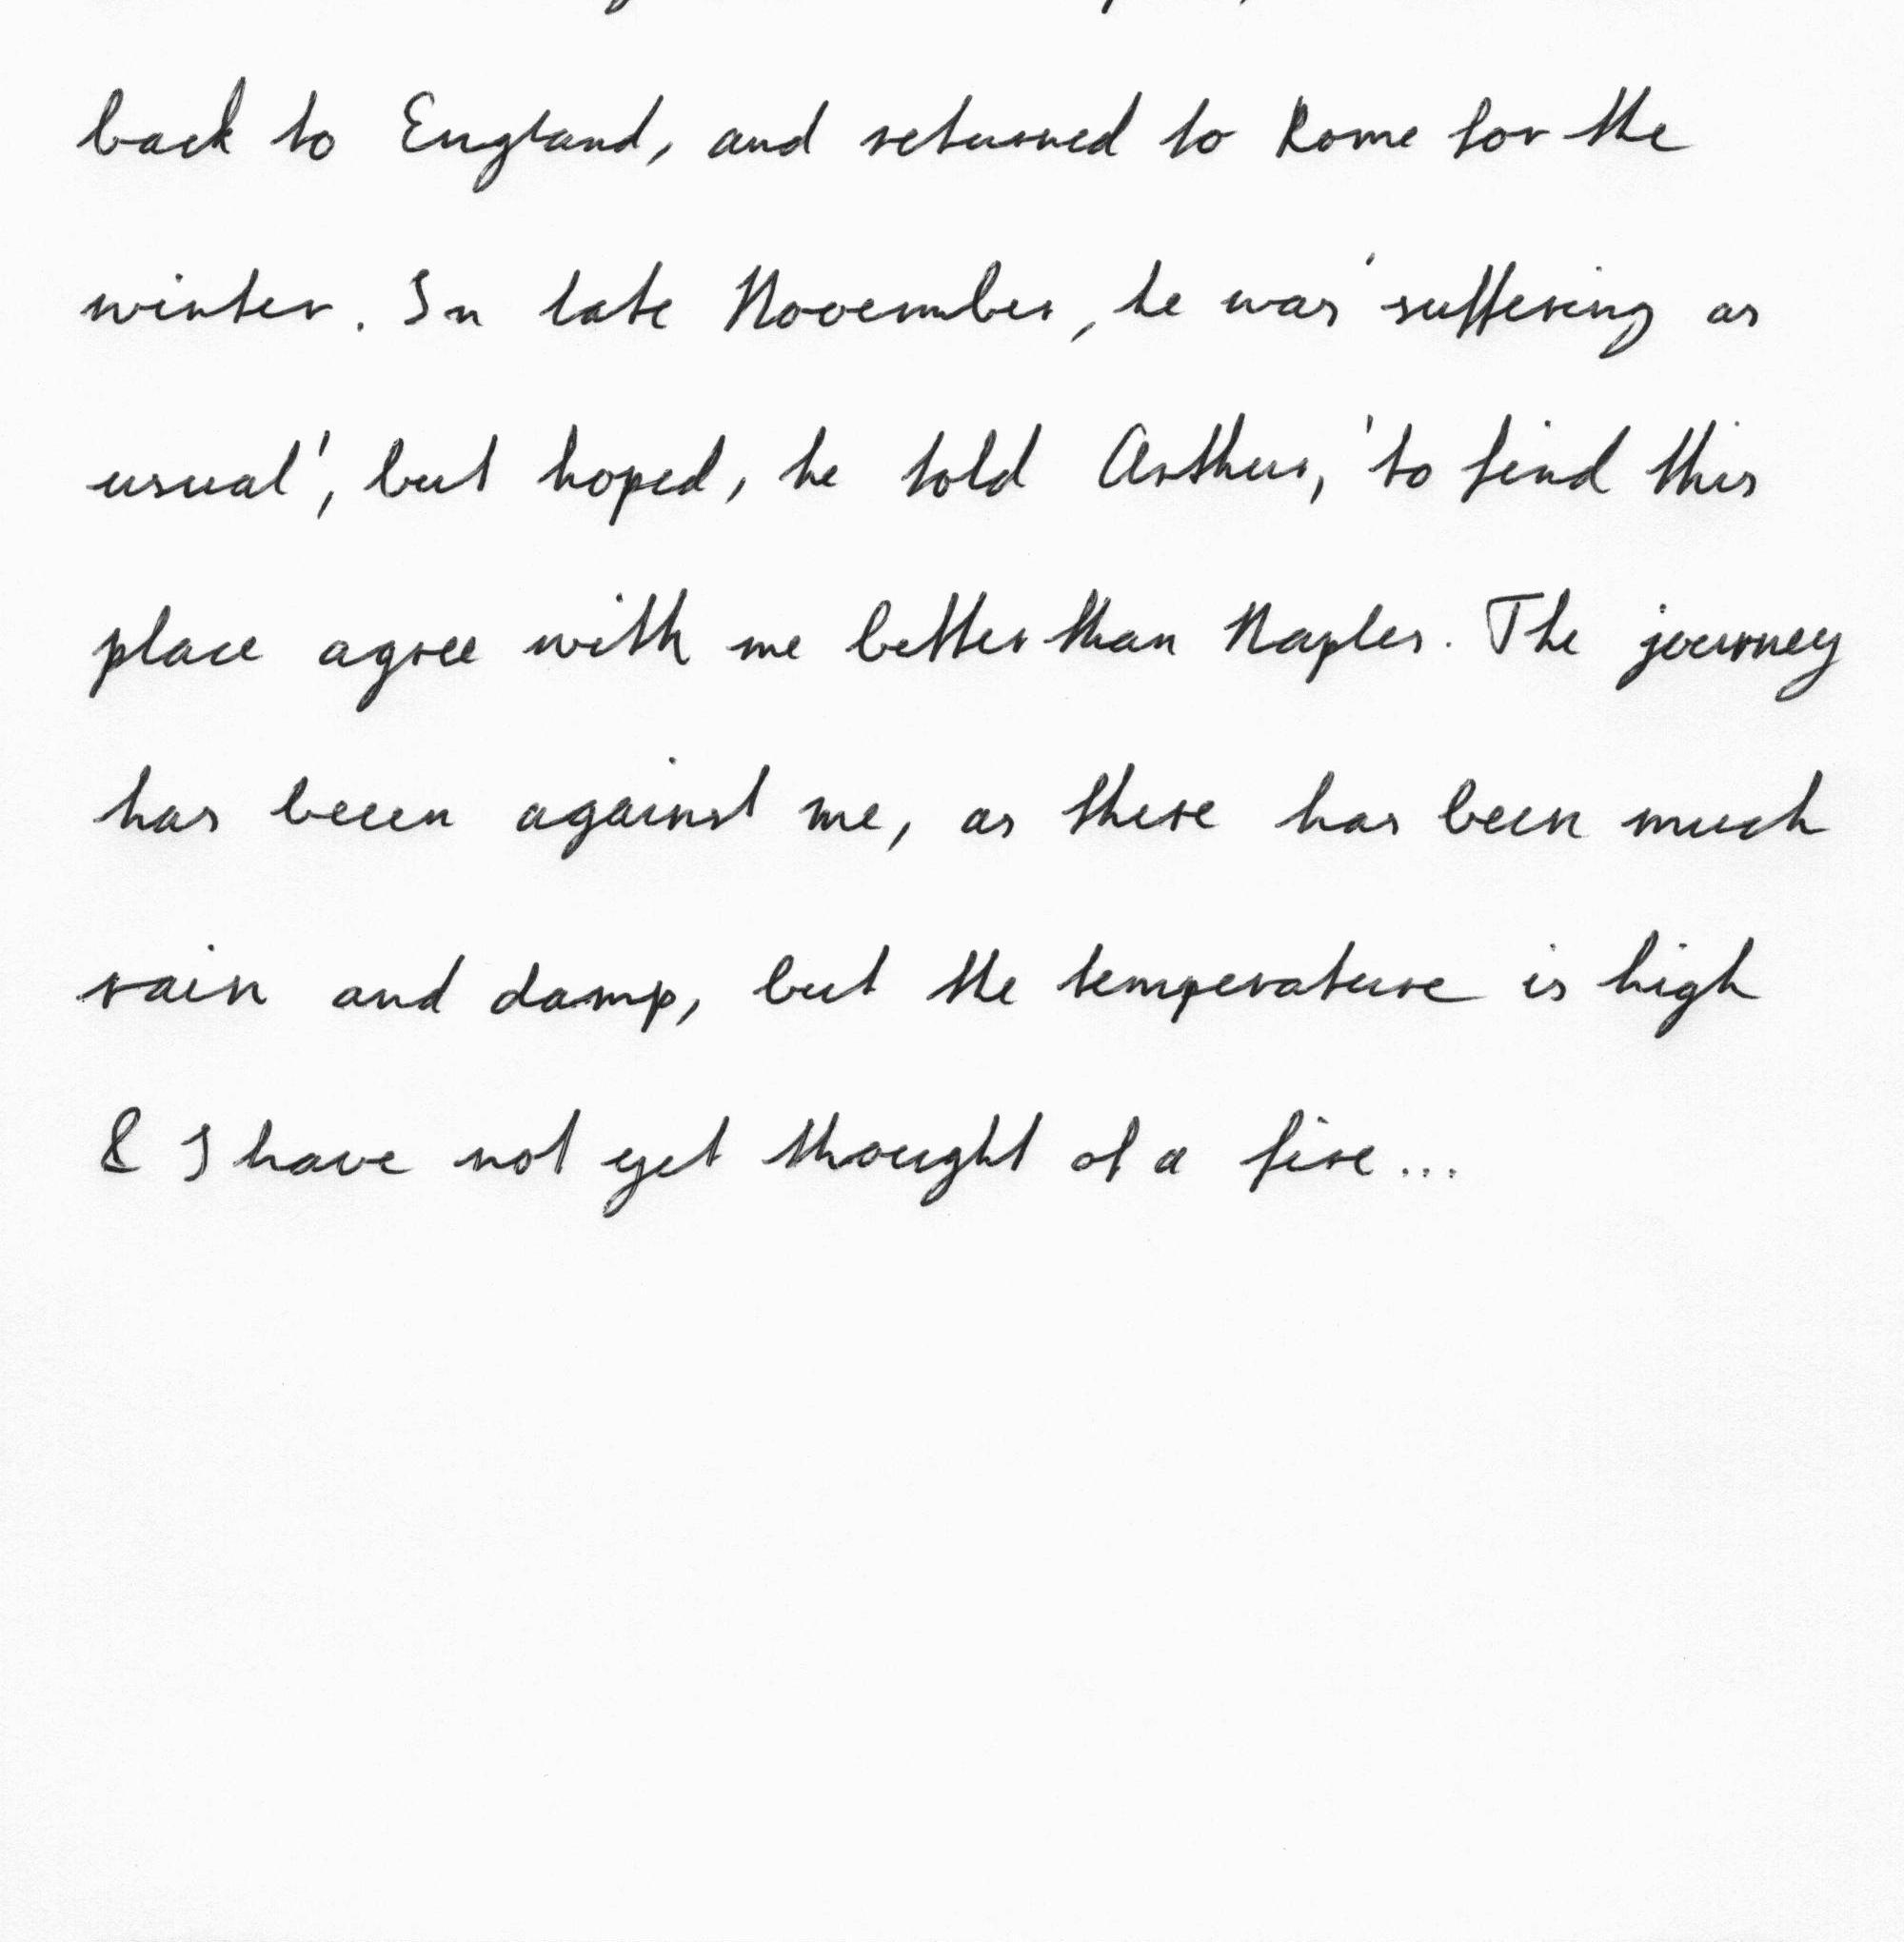 back to England, and returned to Rome for the
winter. In late November, he was 'suffering as
usual', but hoped, he told Arthur, 'to find this
place agree with me better than Naples. The journey
has been against me, as there has been much
rain and damp, but the temperature is high
& I have not yet thought of a fire...